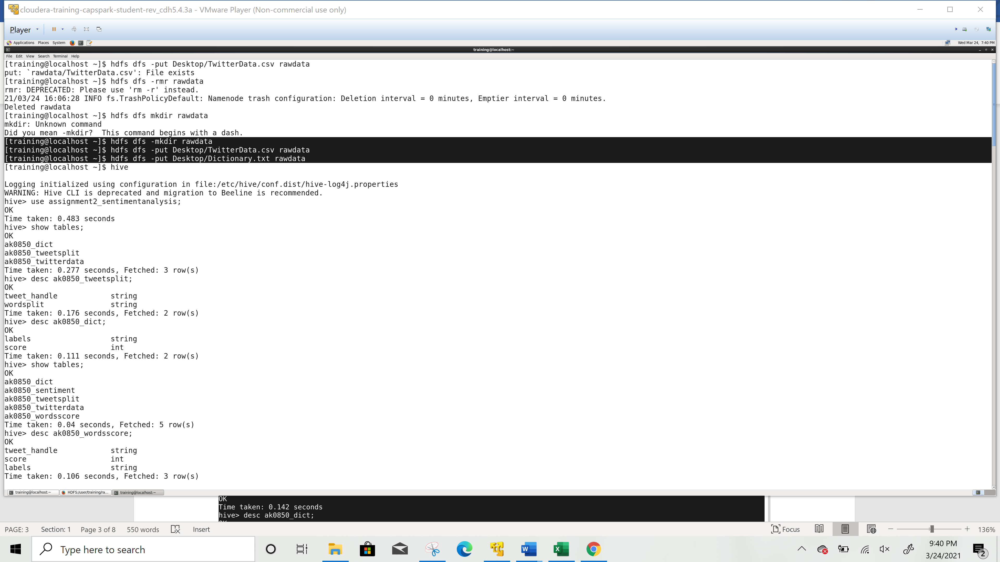 cloudera-training-capspark-student-rev_cdh5.4.3a - VMware Player (Non-commercial use only)
Player
Applications Places System
Wed Mar 24, 7:40 PM
training@localhost:~
File Edit View Search Terminal Help
[training@localhost ~]$ hdfs dfs -put Desktop/TwitterData.csv rawdata
put: `rawdata/TwitterData.csv': File exists
[training@localhost ~]$ hdfs dfs -rmr rawdata
rmr: DEPRECATED: Please use 'rm -r' instead.
21/03/24 16:06:28 INFO fs.TrashPolicyDefault: Namenode trash configuration: Deletion interval = 0 minutes, Emptier interval = 0 minutes.
Deleted rawdata
[training@localhost ~]$ hdfs dfs mkdir rawdata
mkdir: Unknown command
Did you mean -mkdir?  This command begins with a dash.
[training@localhost ~]$ hdfs dfs -mkdir rawdata
[training@localhost ~]$ hdfs dfs -put Desktop/TwitterData.csv rawdata
[training@localhost ~]$ hdfs dfs -put Desktop/Dictionary.txt rawdata
[training@localhost ~]$ hive
Logging initialized using configuration in file:/etc/hive/conf.dist/hive-log4j.properties
WARNING: Hive CLI is deprecated and migration to Beeline is recommended.
hive> use assignment2_sentimentanalysis;
OK
Time taken: 0.483 seconds
hive> show tables;
OK
ak0850_dict
ak0850_tweetsplit
ak0850_twitterdata
Time taken: 0.277 seconds, Fetched: 3 row(s)
hive> desc ak0850_tweetsplit;
OK
tweet_handle string
wordsplit string
Time taken: 0.176 seconds, Fetched: 2 row(s)
hive> desc ak0850_dict;
OK
labels string
score int
Time taken: 0.111 seconds, Fetched: 2 row(s)
hive> show tables;
OK
ak0850_dict
ak0850_sentiment
ak0850_tweetsplit
ak0850_twitterdata
ak0850_wordsscore
Time taken: 0.04 seconds, Fetched: 5 row(s)
hive> desc ak0850_wordsscore;
OK
tweet_handle string
score int
labels string
Time taken: 0.106 seconds, Fetched: 3 row(s)
training@localhost:~ HDFS:/user/training/ra... training@localhost:~
OK
Time taken: 0.142 seconds
hive> desc ak0850_dict;
PAGE: 3 Section: 1 Page 3 of 8 550 words Insert Focus 136%
Type here to search
9:40 PM
3/24/2021
2